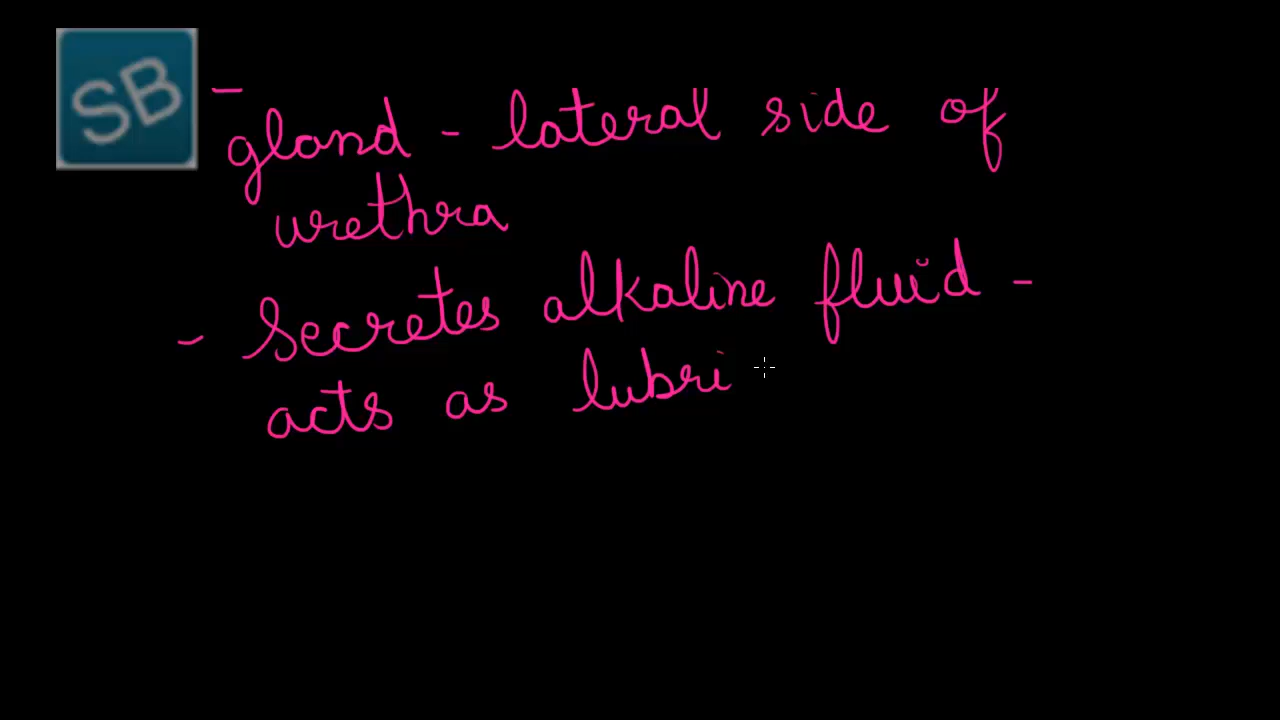 SB
gland - lateral side of
urethra
- Secretes alkaline fluid -
acts as lubri